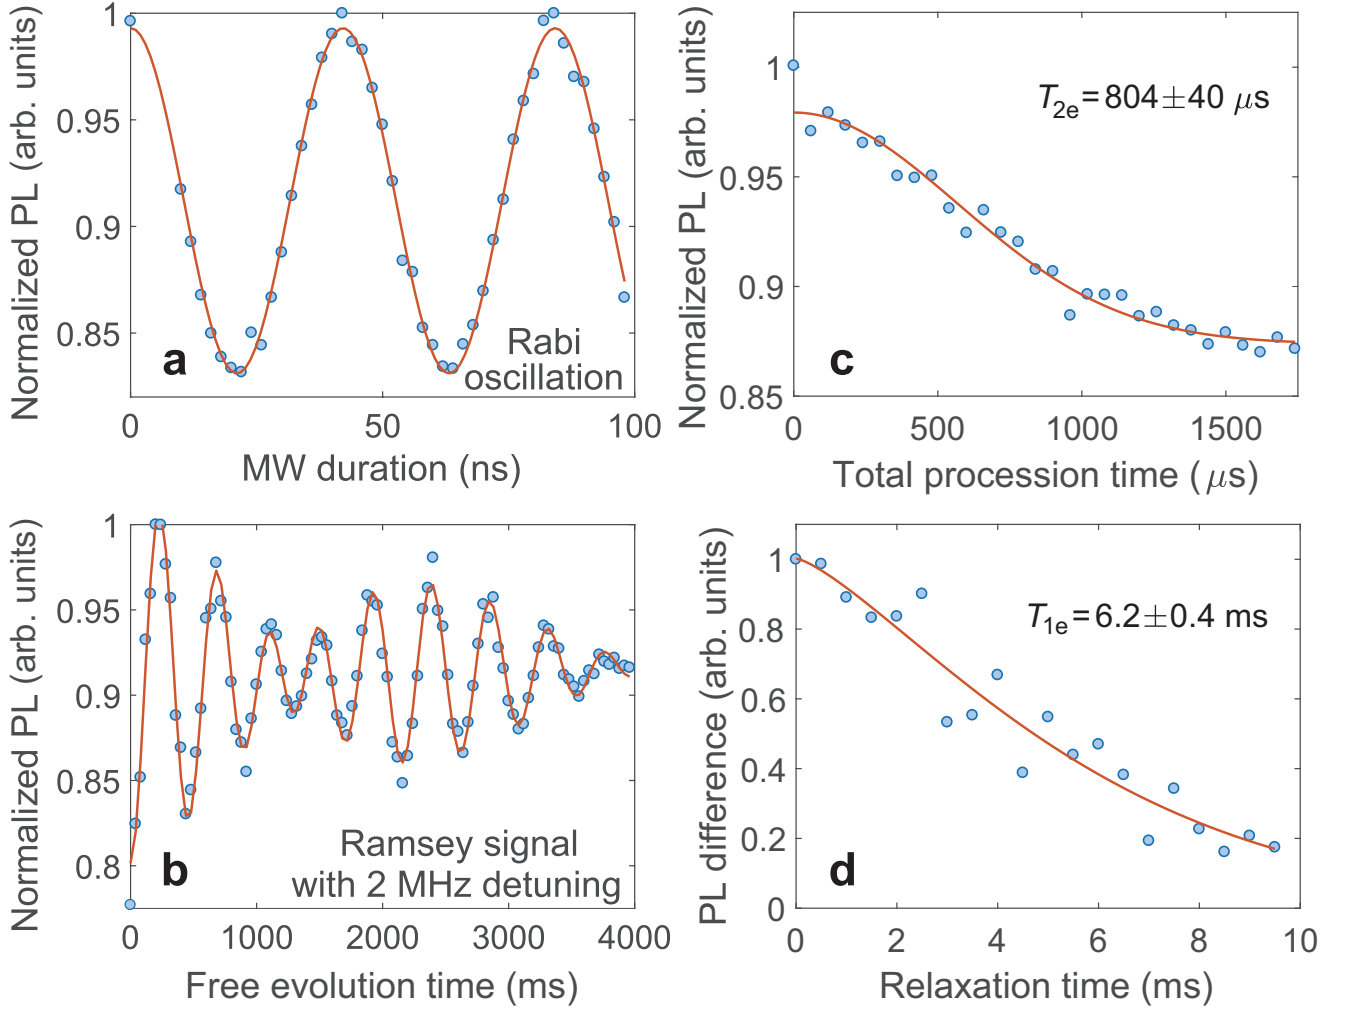 Normalized PL (arb. units)
1
0.95
0.9
0.85
0
50
100
MW duration (ns)
a
Rabi
oscillation
Normalized PL (arb. units)
1
0.95
0.9
0.85
0
500
1000
1500
Total procession time (μs)
T2e=804±40 μs
c
Normalized PL (arb. units)
1
0.95
0.9
0.85
0.8
0
1000
2000
3000
4000
Free evolution time (ms)
b
Ramsey signal
with 2 MHz detuning
PL difference (arb. units)
1
0.8
0.6
0.4
0.2
0
0
2
4
6
8
10
Relaxation time (ms)
T1e=6.2±0.4 ms
d